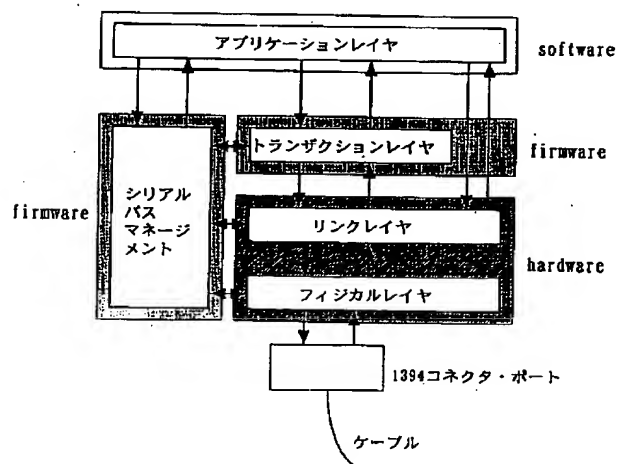 アプリケーションレイヤ
software
トランザクションレイヤ
firmware
firmware
シリアル
バス
マネージ
メント
リンクレイヤ
hardware
フィジカルレイヤ
1394コネクタ・ポート
ケーブル